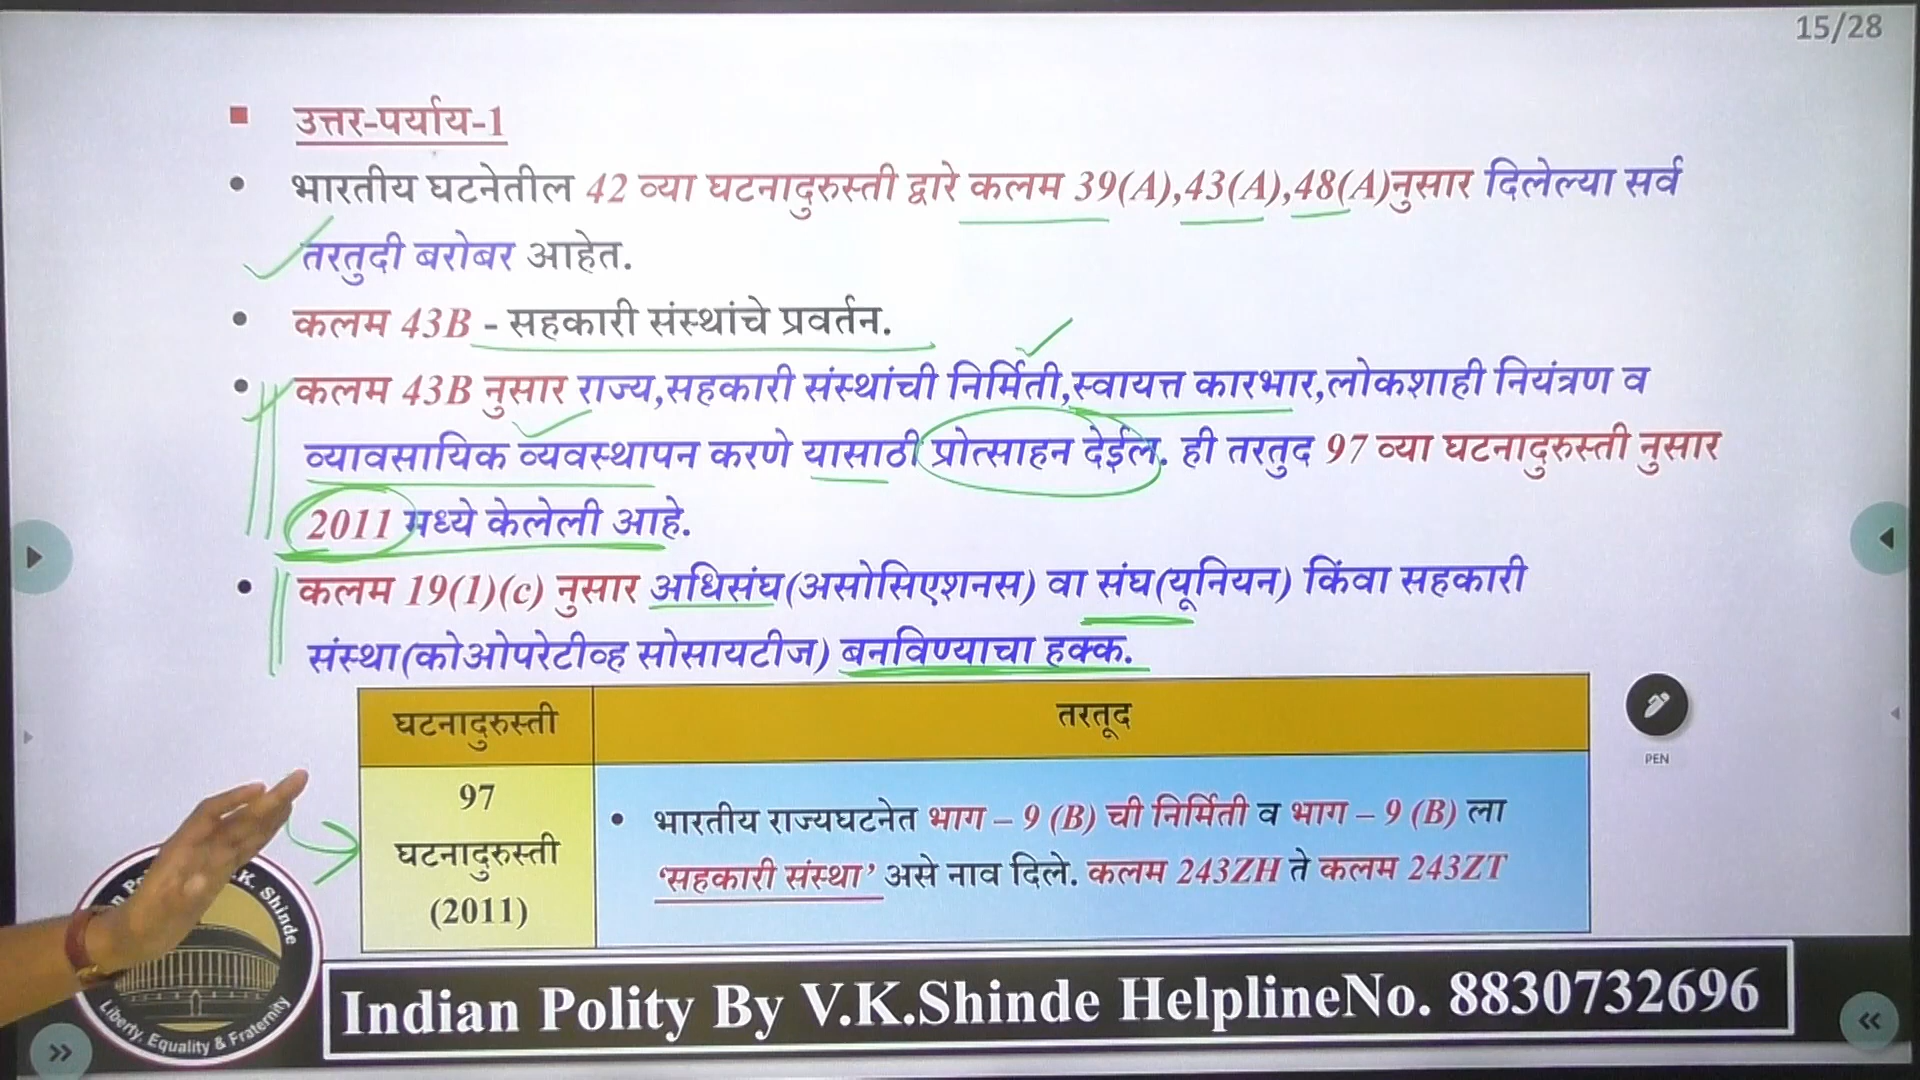 15/28
उत्तर-पर्याय-1
भारतीय घटनेतील 42 व्या घटनादुरुस्ती द्वारे कलम 39(A),43(A),48(A)नुसार दिलेल्या सर्व
तरतुदी बरोबर आहेत.
कलम 43B - सहकारी संस्थांचे प्रवर्तन.
कलम 43B नुसार राज्य,सहकारी संस्थांची निर्मिती,स्वायत्त कारभार,लोकशाही नियंत्रण व
व्यावसायिक व्यवस्थापन करणे यासाठी प्रोत्साहन देईल. ही तरतुद 97 व्या घटनादुरुस्ती नुसार
2011 मध्ये केलेली आहे.
कलम 19(1)(c) नुसार अधिसंघ(असोसिएशनस) वा संघ(यूनियन) किंवा सहकारी
संस्था(कोओपरेटीव्ह सोसायटीज) बनविण्याचा हक्क.
घटनादुरुस्ती तरतूद
97
घटनादुरुस्ती
(2011)
भारतीय राज्यघटनेत भाग – 9 (B) ची निर्मिती व भाग – 9 (B) ला
‘सहकारी संस्था’ असे नाव दिले. कलम 243ZH ते कलम 243ZT
PEN
K. Shinde
Liberty, Equality & Fraternity
Indian Polity By V.K.Shinde HelplineNo. 8830732696